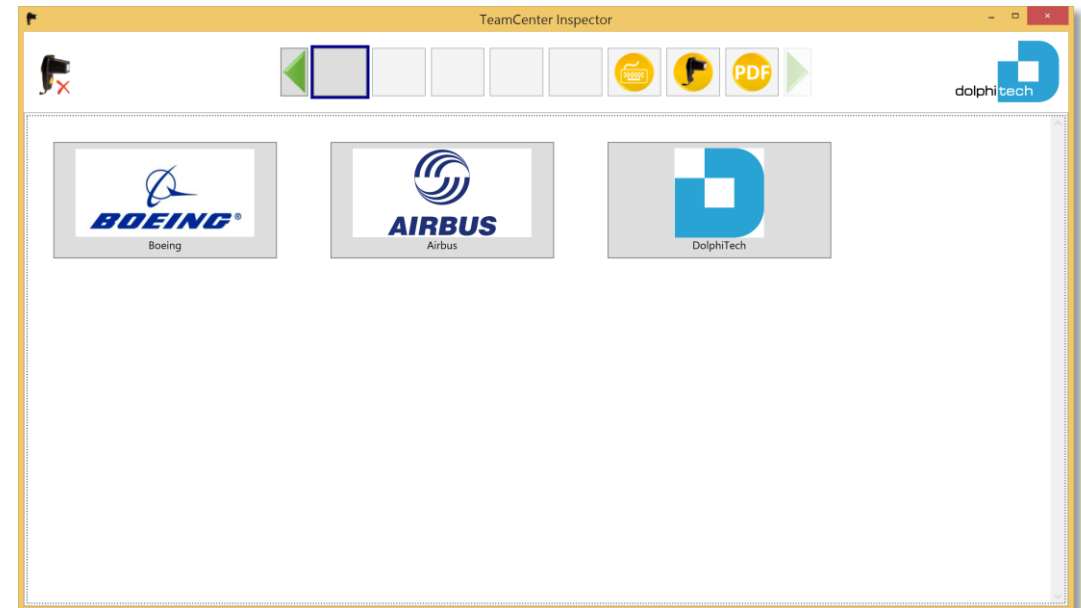 TeamCenter Inspector
PDF
dolphitech
BOEING®
Boeing
AIRBUS
Airbus
DolphiTech